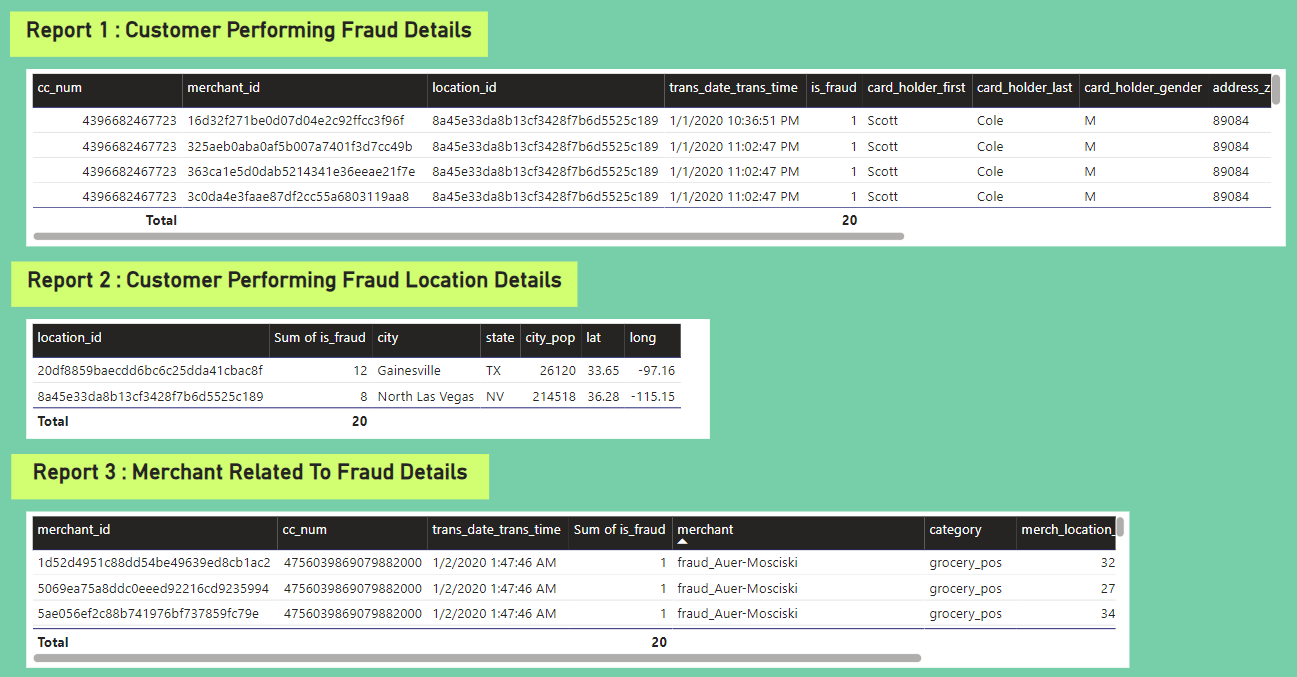 Report 1 : Customer Performing Fraud Details
cc_num merchant_id location_id trans_date_trans_time is_fraud card_holder_first card_holder_last card_holder_gender address_z
4396682467723 16d32f271be0d07d04e2c92ffcc3f96f 8a45e33da8b13cf3428f7b6d5525c189 1/1/2020 10:36:51 PM 1 Scott Cole M 89084
4396682467723 325aeb0aba0af5b007a7401f3d7cc49b 8a45e33da8b13cf3428f7b6d5525c189 1/1/2020 11:02:47 PM 1 Scott Cole M 89084
4396682467723 363ca1e5d0dab5214341e36eeae21f7e 8a45e33da8b13cf3428f7b6d5525c189 1/1/2020 11:02:47 PM 1 Scott Cole M 89084
4396682467723 3c0da4e3faae87df2cc55a6803119aa8 8a45e33da8b13cf3428f7b6d5525c189 1/1/2020 11:02:47 PM 1 Scott Cole M 89084
Total 20
Report 2 : Customer Performing Fraud Location Details
location_id Sum of is_fraud city state city_pop lat long
20df8859baecdd6bc6c25dda41cbac8f 12 Gainesville TX 26120 33.65 -97.16
8a45e33da8b13cf3428f7b6d5525c189 8 North Las Vegas NV 214518 36.28 -115.15
Total 20
Report 3 : Merchant Related To Fraud Details
merchant_id cc_num trans_date_trans_time Sum of is_fraud merchant category merch_location_
1d52d4951c88dd54be49639ed8cb1ac2 4756039869079882000 1/2/2020 1:47:46 AM 1 fraud_Auer-Mosciski grocery_pos 32
5069ea75a8ddc0eeed92216cd9235994 4756039869079882000 1/2/2020 1:47:46 AM 1 fraud_Auer-Mosciski grocery_pos 27
5ae056ef2c88b741976bf737859fc79e 4756039869079882000 1/2/2020 1:47:46 AM 1 fraud_Auer-Mosciski grocery_pos 34
Total 20